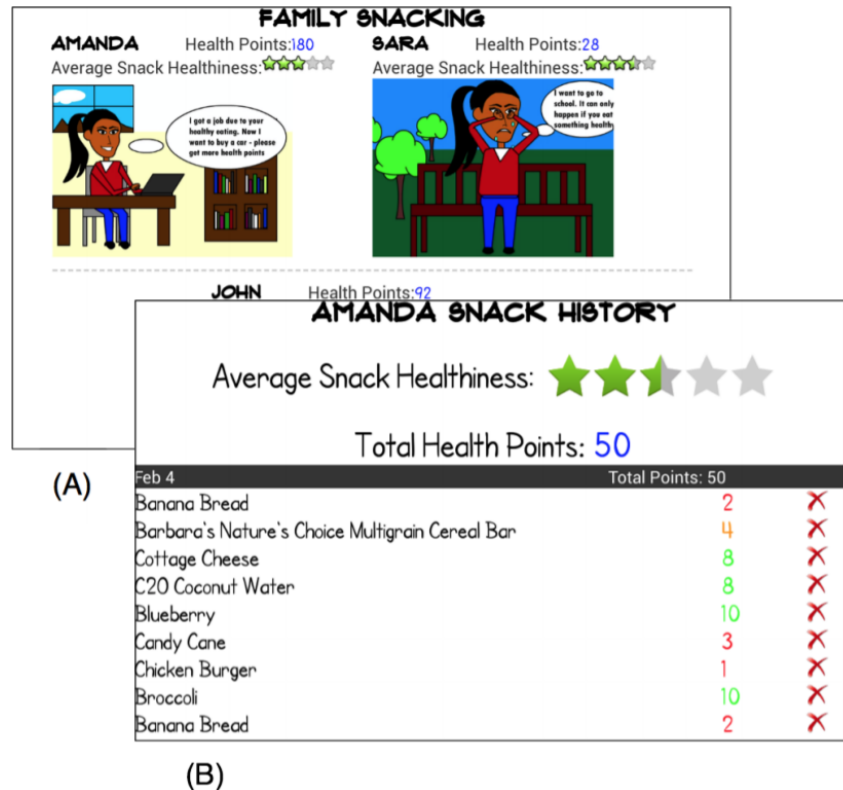 FAMILY SNACKING
AMANDA Health Points:180
Average Snack Healthiness:
I got a job due to your
healthy eating. Now I
want to buy a car - please
get more health points
SARA Health Points:28
Average Snack Healthiness:
I want to go to
school. It can only
happen if you eat
something healthy
JOHN Health Points:92
AMANDA SNACK HISTORY
Average Snack Healthiness:
Total Health Points: 50
Feb 4 Total Points: 50
Banana Bread 2
Barbara's Nature's Choice Multigrain Cereal Bar 4
Cottage Cheese 8
C2O Coconut Water 8
Blueberry 10
Candy Cane 3
Chicken Burger 1
Broccoli 10
Banana Bread 2
(A)
(B)